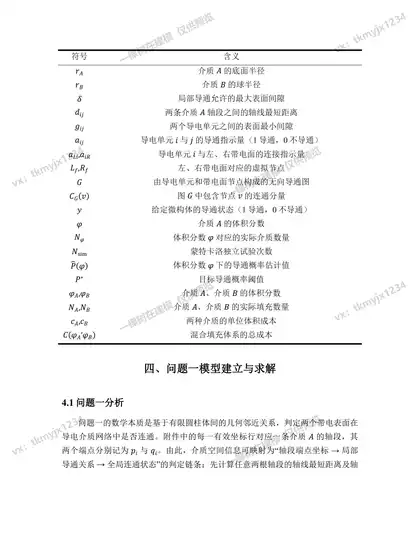 符号 含义
r_A 介质 A 的底面半径
r_B 介质 B 的球半径
δ 局部导通允许的最大表面间隙
d_ij 两条介质 A 轴段之间的轴线最短距离
g_ij 两个导电单元之间的表面最小间隙
a_ij 导电单元 i 与 j 的导通指示量（1 导通，0 不导通）
a_iL,a_iR 导电单元 i 与左、右带电面的连接指示量
L_f,R_f 左、右带电面对应的虚拟节点
G 由导电单元和带电面节点构成的无向导通图
C_G(v) 图 G 中包含节点 v 的连通分量
y 给定微构体的导通状态（1 导通，0 不导通）
φ 介质 A 的体积分数
N_φ 体积分数 φ 对应的实际介质数量
N_sim 蒙特卡洛独立试验次数
P̂(φ) 体积分数 φ 下的导通概率估计值
P* 目标导通概率阈值
φ_A,φ_B 介质 A、介质 B 的体积分数
N_A,N_B 介质 A、介质 B 的实际填充数量
c_A,c_B 两种介质的单位体积成本
C(φ_A,φ_B) 混合填充体系的总成本
四、问题一模型建立与求解
4.1 问题一分析
问题一的数学本质是基于有限圆柱体间的几何邻近关系，判定两个带电表面在
导电介质网络中是否连通。附件中的每一有效坐标行对应一条介质 A 的轴段，其
两个端点分别记为 p_i 与 q_i。由此，介质空间信息可映射为“轴段端点坐标 → 局部
导通关系 → 全局连通状态”的判定链条：先计算任意两根轴段的轴线最短距离及轴
vx: tkmyjx1234
vx: tkmyjx1234
vx: tkmyjx1234
vx: tkmyjx1234